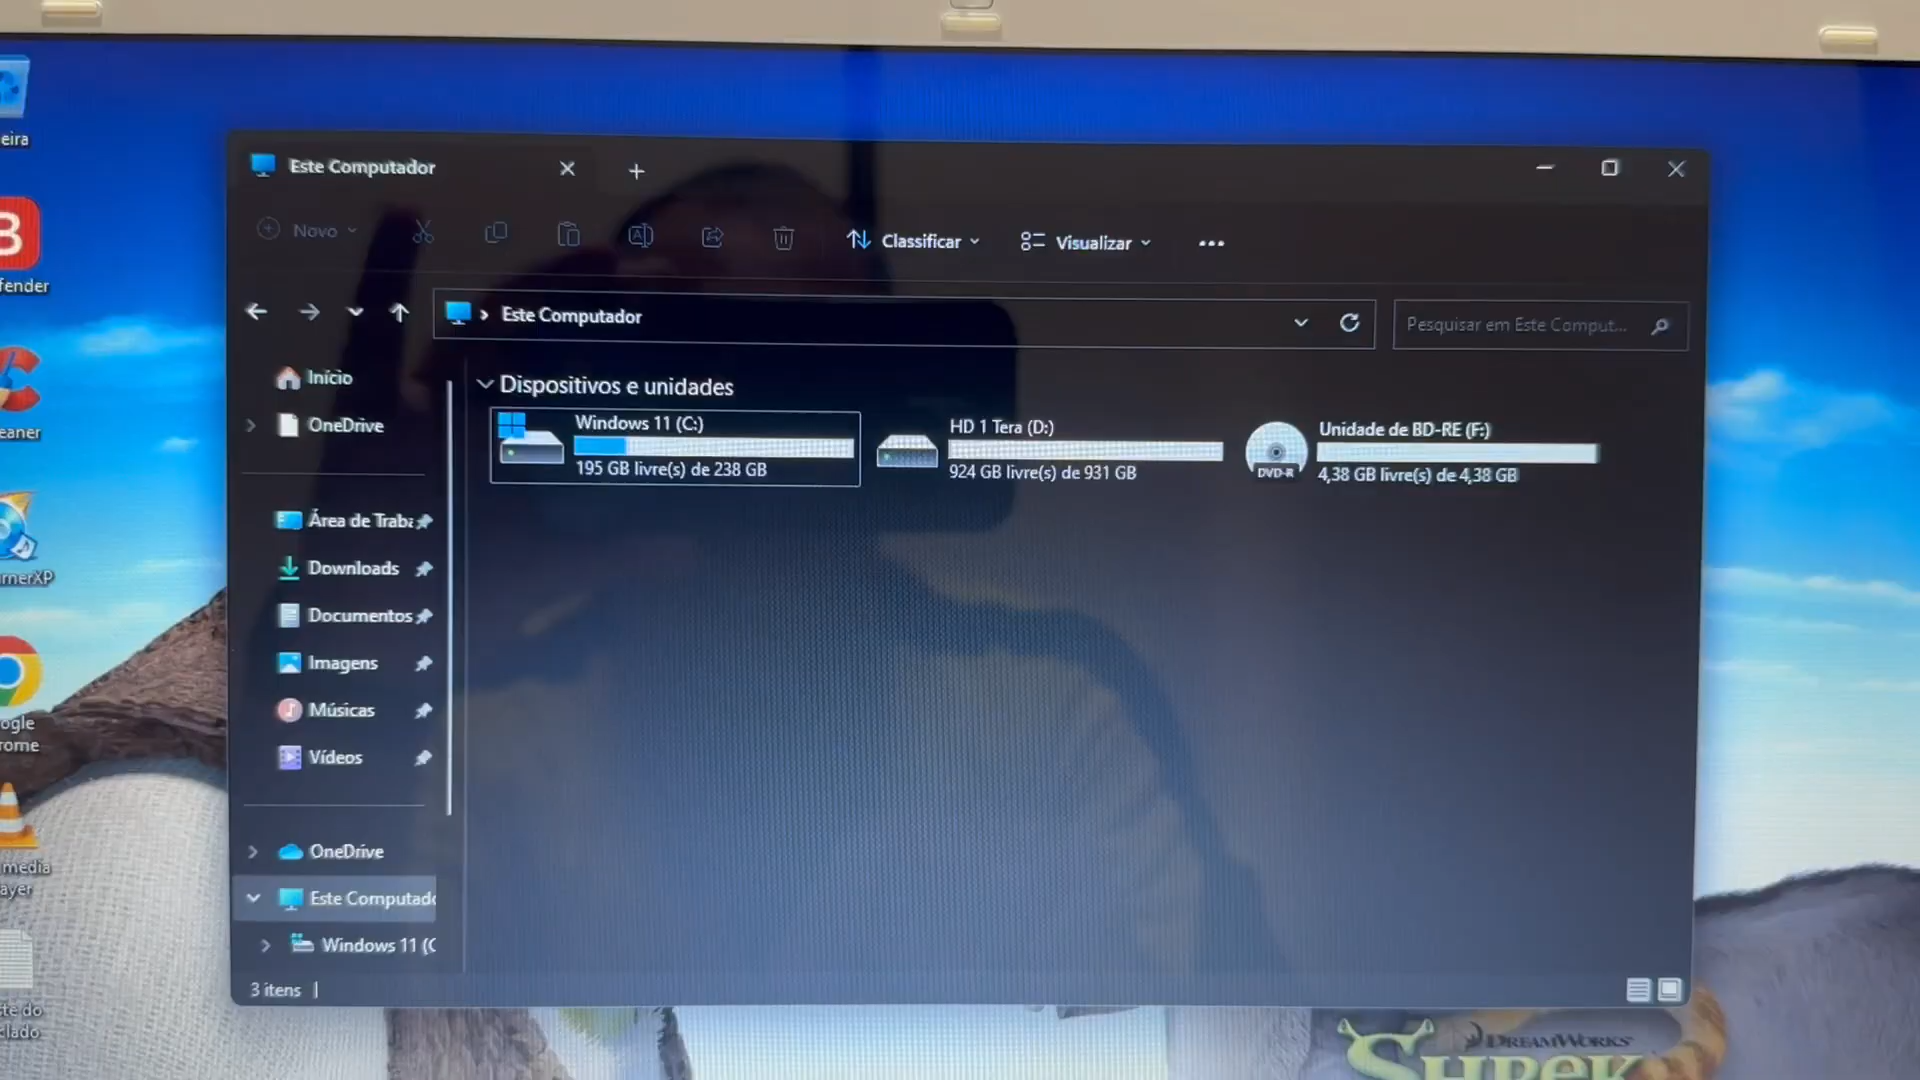 Este Computador
Novo
Classificar
Visualizar
Este Computador
Pesquisar em Este Comput...
Início
OneDrive
Área de Traba
Downloads
Documentos
Imagens
Músicas
Vídeos
OneDrive
Este Computado
Windows 11 (C
3 itens
Dispositivos e unidades
Windows 11 (C:)
195 GB livre(s) de 238 GB
HD 1 Tera (D:)
924 GB livre(s) de 931 GB
DVD-R
Unidade de BD-RE (F:)
4,38 GB livre(s) de 4,38 GB
eira
B
fender
eaner
rnerXP
ogle
rome
media
ayer
te do
clado
DREAMWORKS
SHREK